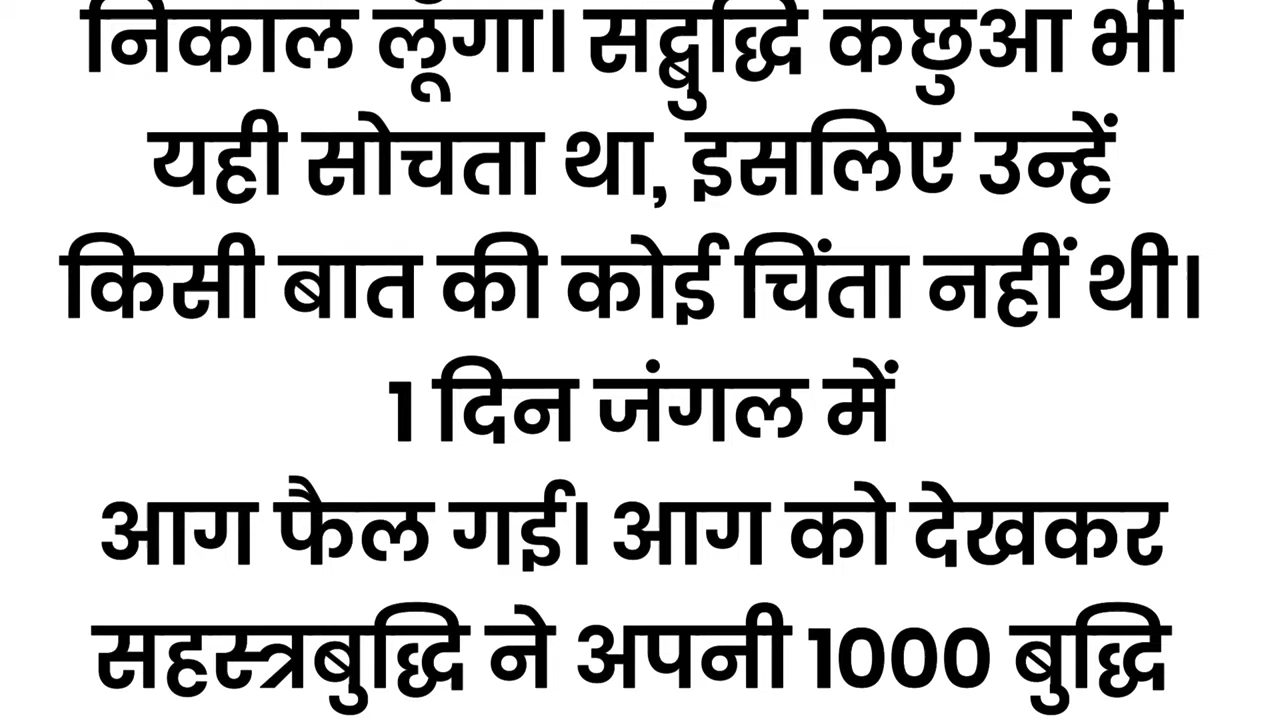 निकाल लूंगा। सद्बुद्धि कछुआ भी
यही सोचता था, इसलिए उन्हें
किसी बात की कोई चिंता नहीं थी।
1 दिन जंगल में
आग फैल गई। आग को देखकर
सहस्त्रबुद्धि ने अपनी 1000 बुद्धि